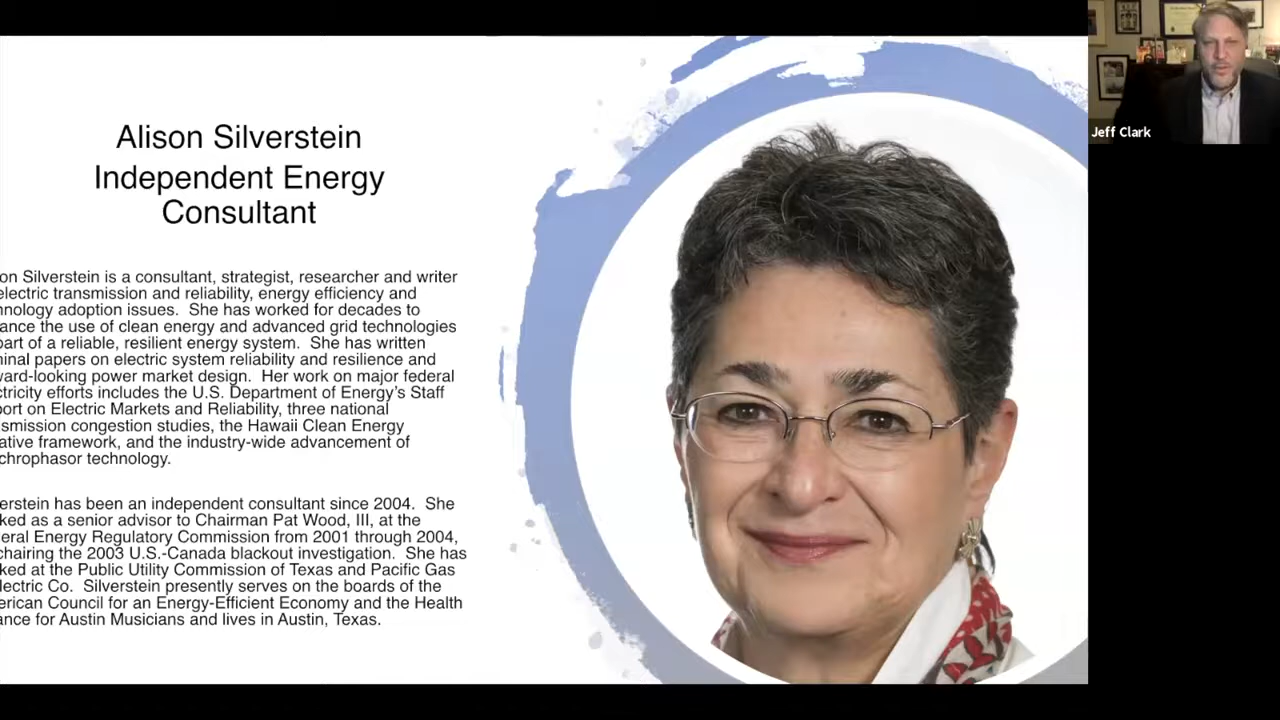 Alison Silverstein
Independent Energy
Consultant
on Silverstein is a consultant, strategist, researcher and writer
electric transmission and reliability, energy efficiency and
nnology adoption issues.  She has worked for decades to
ance the use of clean energy and advanced grid technologies
part of a reliable, resilient energy system.  She has written
ninal papers on electric system reliability and resilience and
ward-looking power market design.  Her work on major federal
ctricity efforts includes the U.S. Department of Energy’s Staff
port on Electric Markets and Reliability, three national
smission congestion studies, the Hawaii Clean Energy
ative framework, and the industry-wide advancement of
chrophasor technology.
erstein has been an independent consultant since 2004.  She
ked as a senior advisor to Chairman Pat Wood, III, at the
eral Energy Regulatory Commission from 2001 through 2004,
chairing the 2003 U.S.-Canada blackout investigation.  She has
ked at the Public Utility Commission of Texas and Pacific Gas
lectric Co.  Silverstein presently serves on the boards of the
erican Council for an Energy-Efficient Economy and the Health
ance for Austin Musicians and lives in Austin, Texas.
Jeff Clark